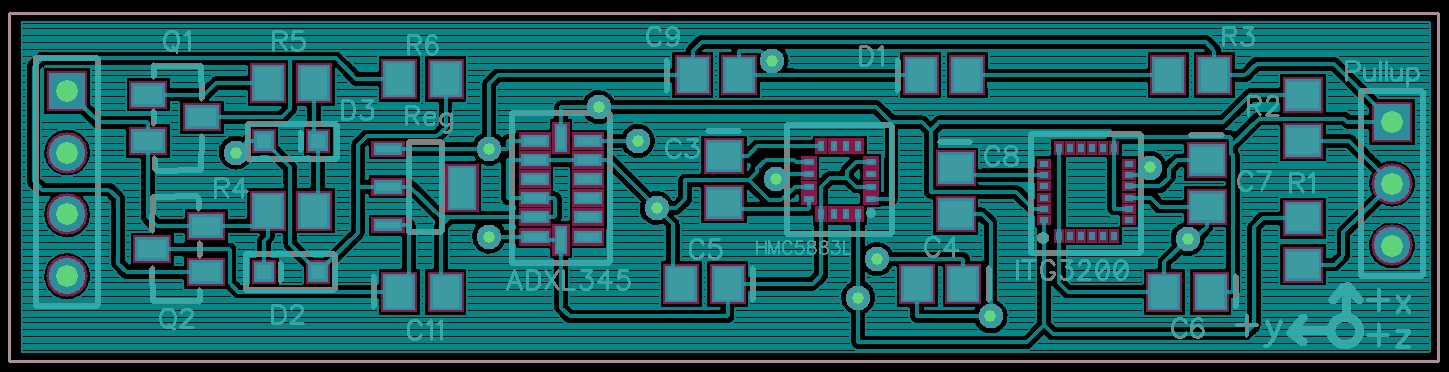 Q1
R5
R6
C9
D1
R3
Pullup
D3
Reg
R2
C3
C8
R4
C7
R1
HMC5883L
C5
C4
ITG3200
ADXL345
Q2
D2
C11
C6
+x
+y
+z